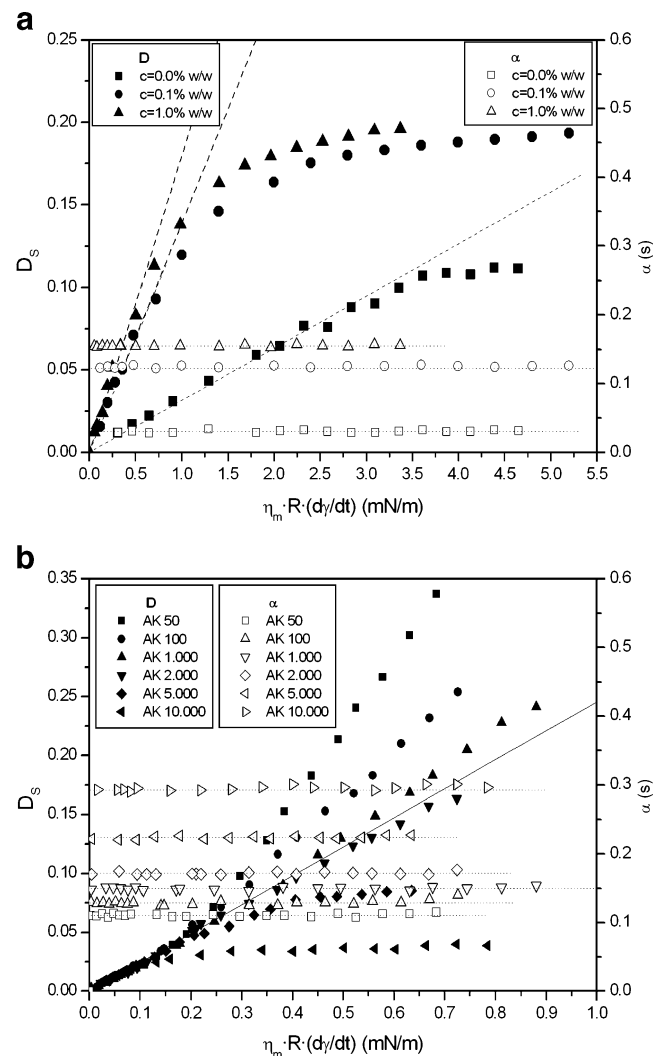 a
0.25
0.20
0.15
0.10
0.05
0.00
D_S
D
c=0.0% w/w
c=0.1% w/w
c=1.0% w/w
α
c=0.0% w/w
c=0.1% w/w
c=1.0% w/w
0.6
0.5
0.4
0.3
0.2
0.1
0.0
α (s)
0.0 0.5 1.0 1.5 2.0 2.5 3.0 3.5 4.0 4.5 5.0 5.5
η_m·R·(dγ/dt) (mN/m)
b
0.35
0.30
0.25
0.20
0.15
0.10
0.05
0.00
D_S
D
AK 50
AK 100
AK 1.000
AK 2.000
AK 5.000
AK 10.000
α
AK 50
AK 100
AK 1.000
AK 2.000
AK 5.000
AK 10.000
0.6
0.5
0.4
0.3
0.2
0.1
0.0
α (s)
0.0 0.1 0.2 0.3 0.4 0.5 0.6 0.7 0.8 0.9 1.0
η_m·R·(dγ/dt) (mN/m)